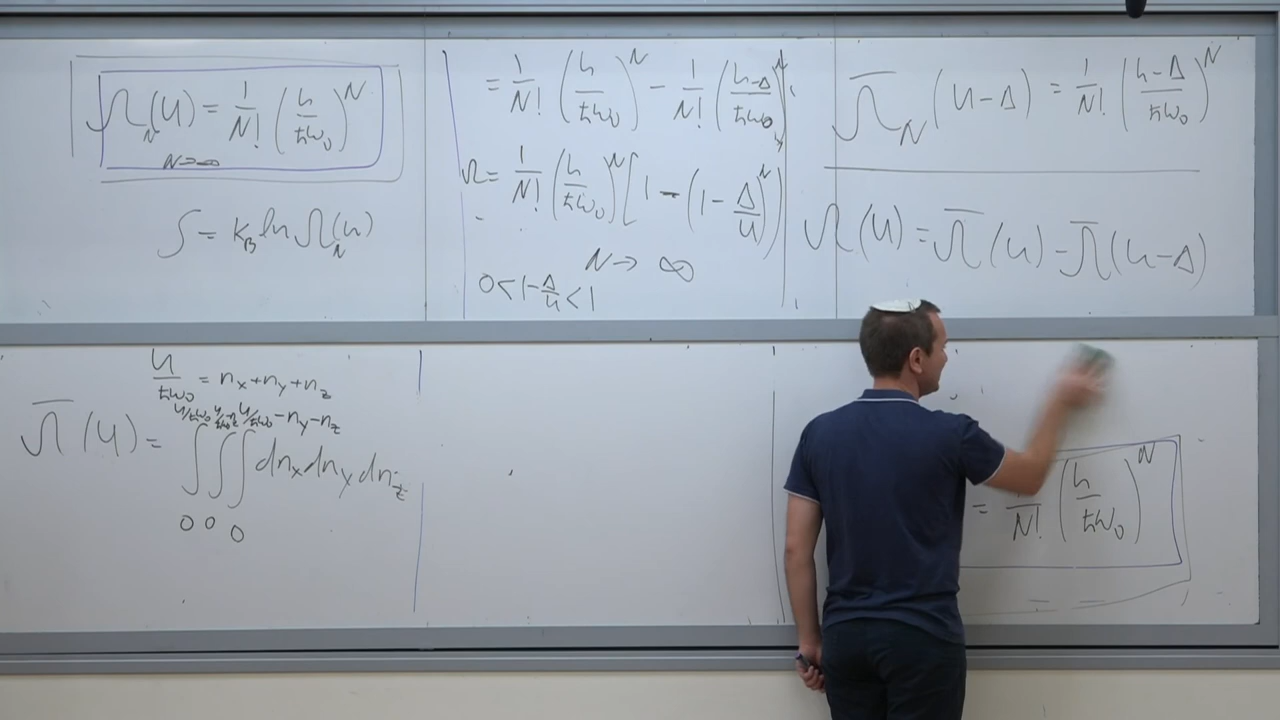 Ω_N(U) = 1/N! (U/ħω₀)^N
N→∞
S = k_B ln Ω_N(U)
= 1/N! (U/ħω₀)^N - 1/N! (U-Δ/ħω₀)^N
Ω = 1/N! (U/ħω₀)^N [1 - (1 - Δ/U)^N)
N → ∞
0 < 1 - Δ/U < 1
Ω̄_N (U-Δ) = 1/N! (U-Δ/ħω₀)^N
Ω(U) = Ω̄(U) - Ω̄(U-Δ)
U/ħω₀ = n_x + n_y + n_z
Ω̄(U) = ∫∫∫ dn_x dn_y dn_z
0 0 0
= 1/N! (U/ħω₀)^N